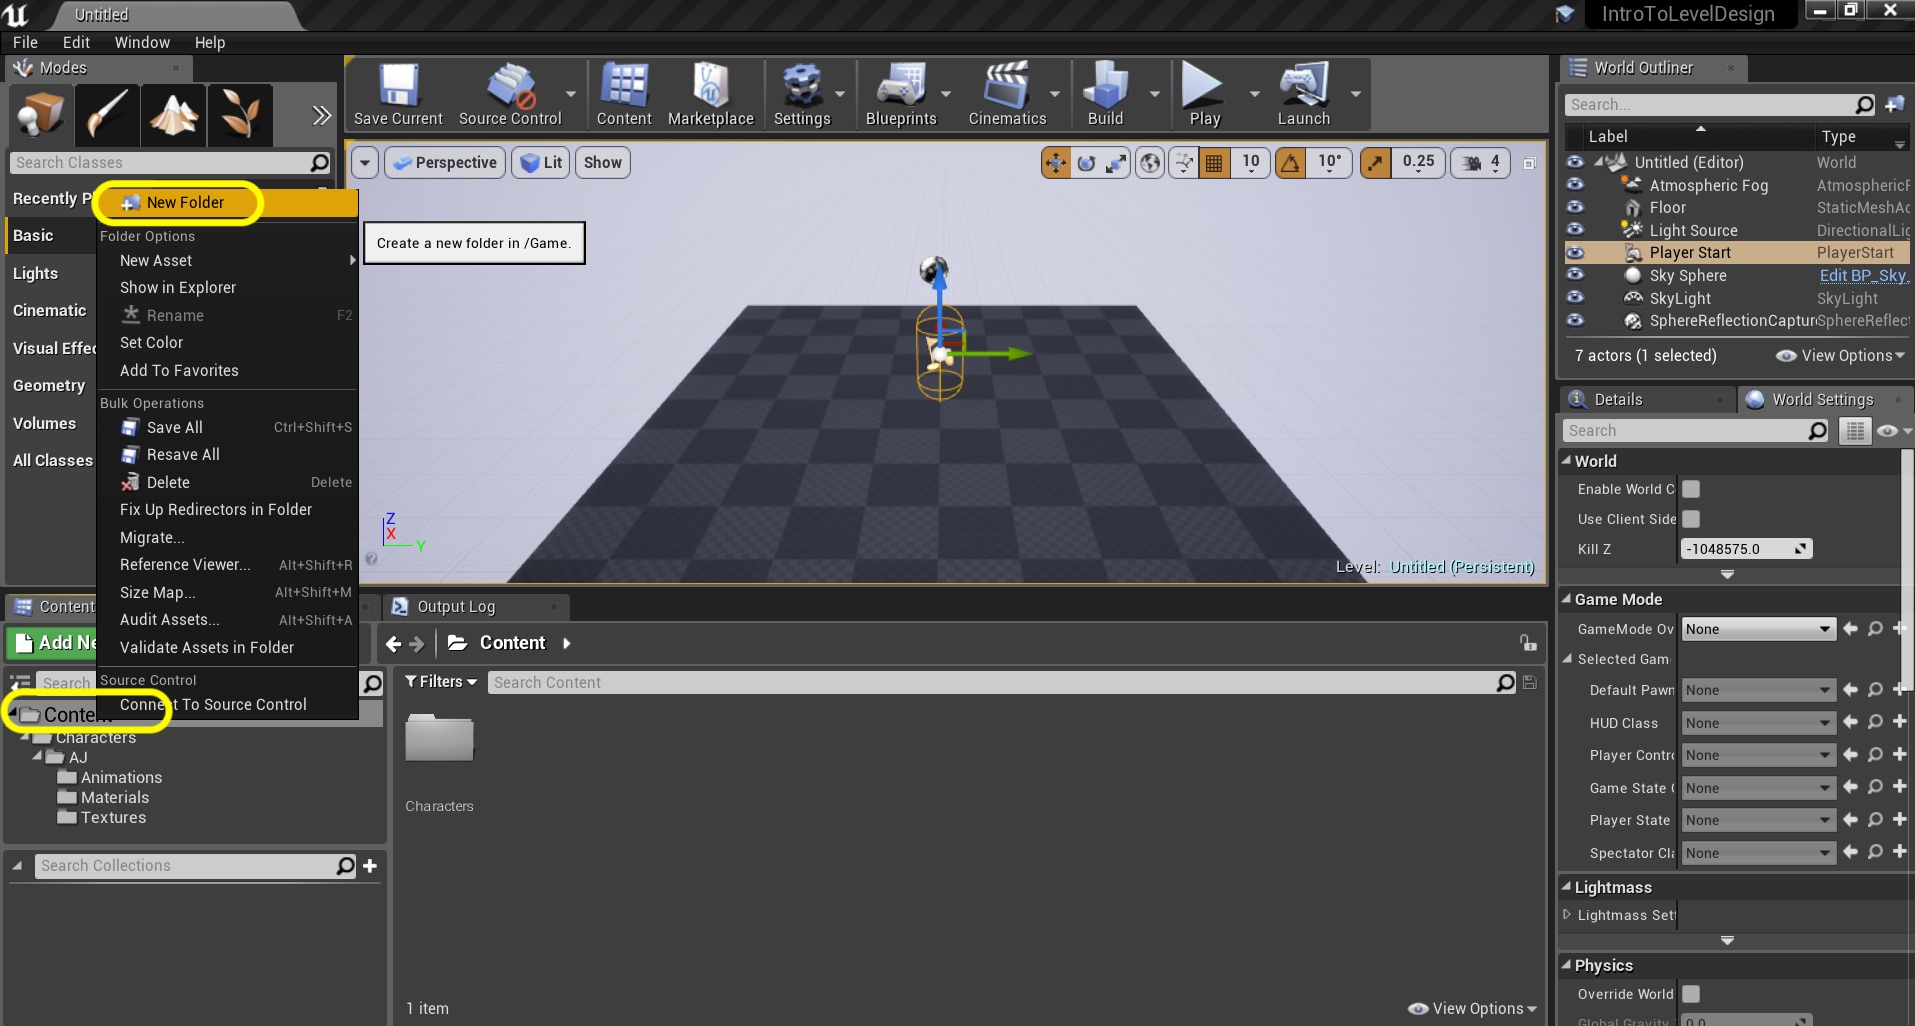 Untitled
IntroToLevelDesign
File Edit Window Help
Modes
Save Current
Source Control
Content
Marketplace
Settings
Blueprints
Cinematics
Build
Play
Launch
Search Classes
Recently P
Basic
Lights
Cinematic
Visual Effe
Geometry
Volumes
All Classes
New Folder
Create a new folder in /Game.
Folder Options
New Asset
Show in Explorer
Rename F2
Set Color
Add To Favorites
Bulk Operations
Save All Ctrl+Shift+S
Resave All
Delete Delete
Fix Up Redirectors in Folder
Migrate...
Reference Viewer... Alt+Shift+R
Size Map... Alt+Shift+M
Audit Assets... Alt+Shift+A
Validate Assets in Folder
Source Control
Connect To Source Control
Perspective
Lit
Show
10
10°
0.25
4
Z
X
Y
Level: Untitled (Persistent)
World Outliner
Search...
Label Type
Untitled (Editor) World
Atmospheric Fog AtmosphericF
Floor StaticMeshAc
Light Source DirectionalLig
Player Start PlayerStart
Sky Sphere Edit BP_Sky_
SkyLight SkyLight
SphereReflectionCapture SphereReflect
7 actors (1 selected) View Options
Details
World Settings
Search
World
Enable World C
Use Client Side
Kill Z -1048575.0
Game Mode
GameMode Ov None
Selected Gam
Default Pawn None
HUD Class None
Player Contro None
Game State C None
Player State None
Spectator Cla None
Lightmass
Lightmass Sett
Physics
Override World
Global Gravity 0.0
Content
Output Log
Add Ne
Content
Search
Filters
Search Content
Content
Characters
AJ
Animations
Materials
Textures
Search Collections
Characters
1 item
View Options